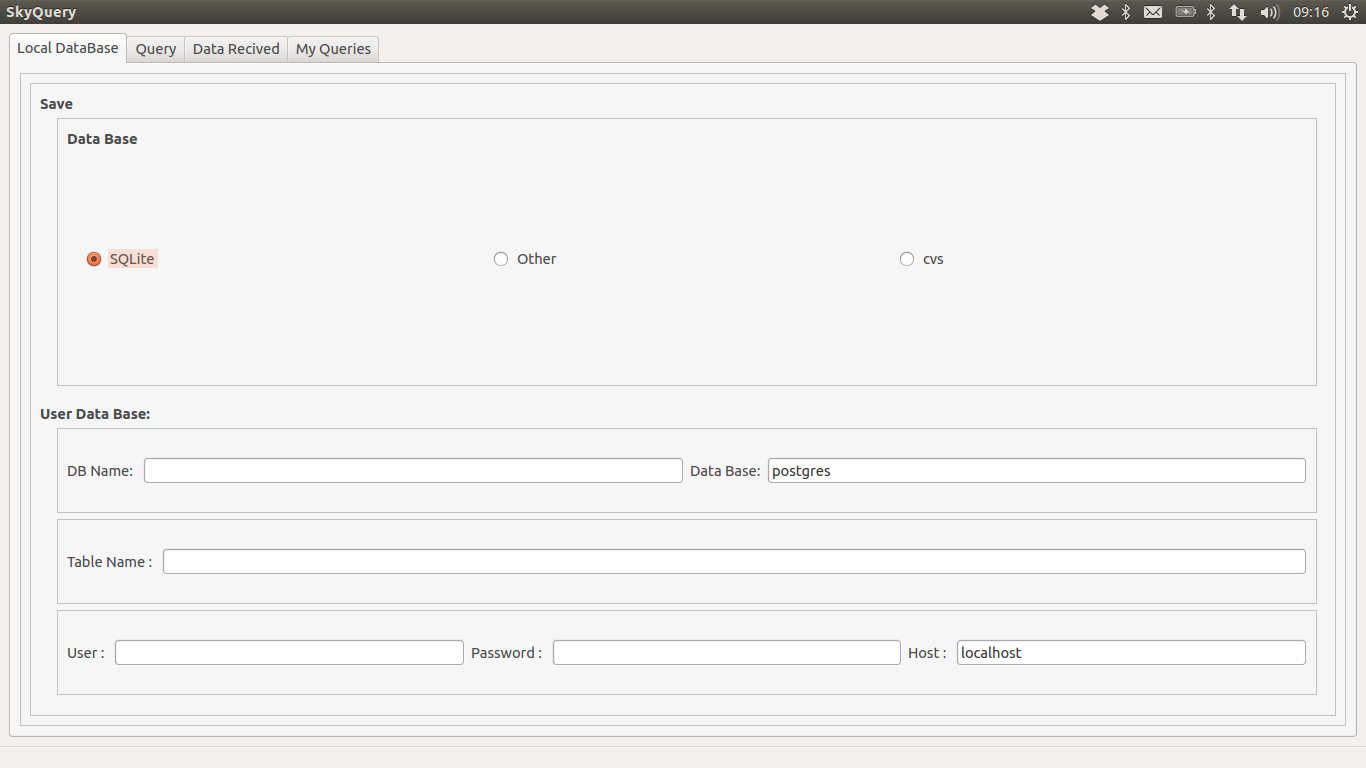 SkyQuery 09:16
Local DataBase Query Data Recived My Queries
Save
Data Base
SQLite Other cvs
User Data Base:
DB Name: Data Base: postgres
Table Name :
User : Password : Host : localhost